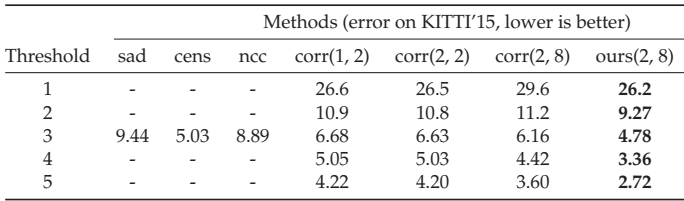 Methods (error on KITTI'15, lower is better)
Threshold sad cens ncc corr(1, 2) corr(2, 2) corr(2, 8) ours(2, 8)
1 - - - 26.6 26.5 29.6 26.2
2 - - - 10.9 10.8 11.2 9.27
3 9.44 5.03 8.89 6.68 6.63 6.16 4.78
4 - - - 5.05 5.03 4.42 3.36
5 - - - 4.22 4.20 3.60 2.72